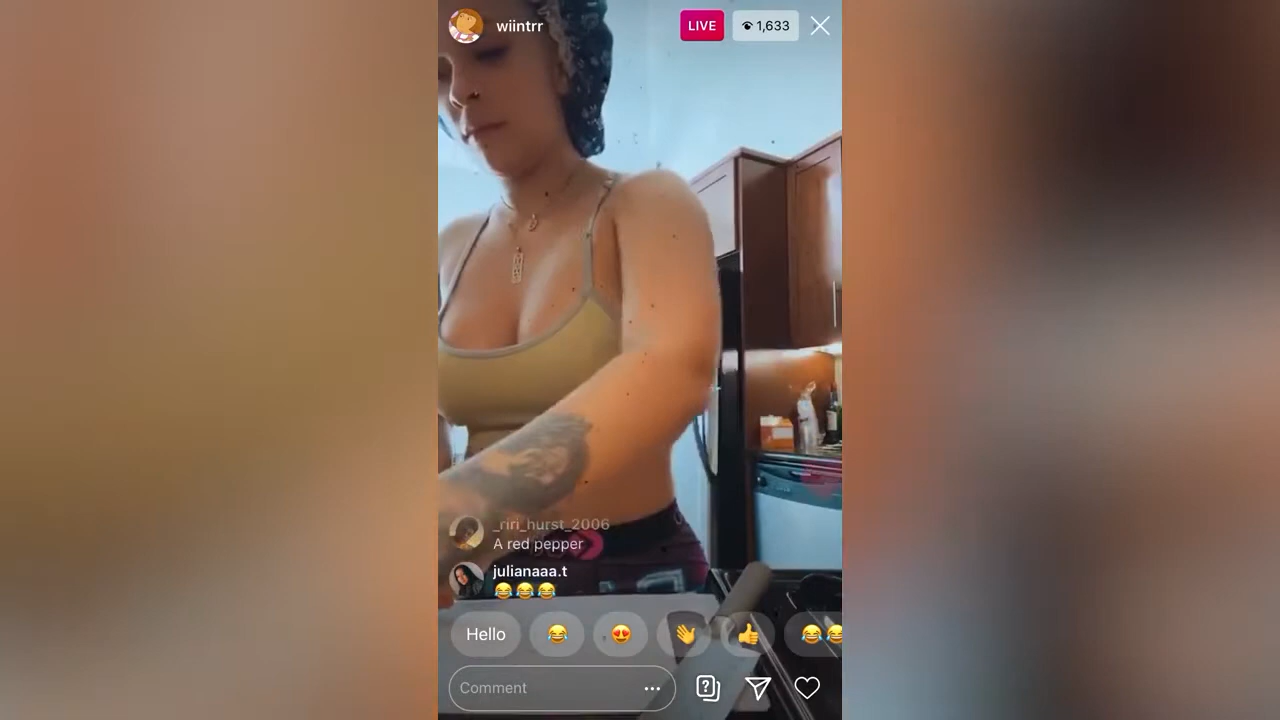 wiintrr
LIVE
1,633
_riri_hurst_2006
A red pepper
julianaaa.t
😂😂😂
Hello
Comment